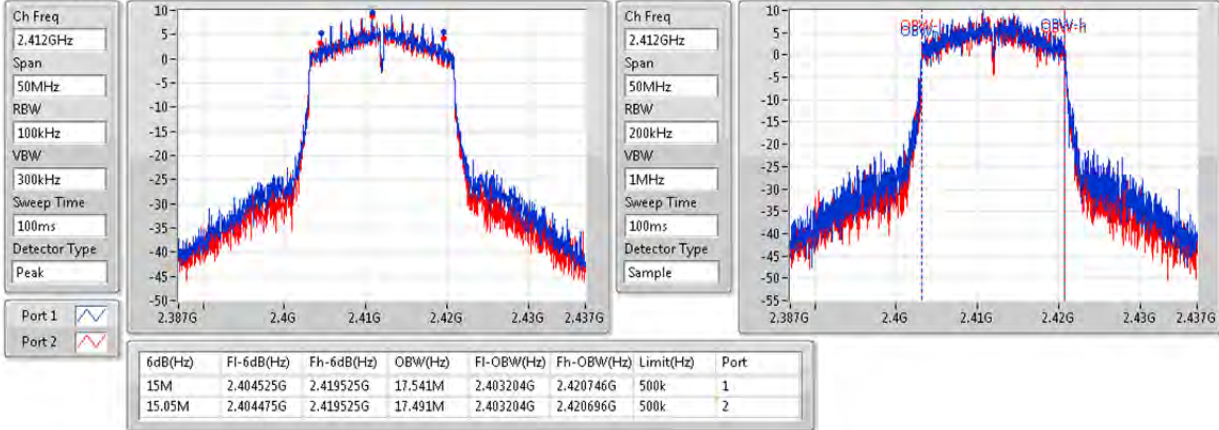 Ch Freq
2.412GHz
Span
50MHz
RBW
100kHz
VBW
300kHz
Sweep Time
100ms
Detector Type
Peak
Port 1
Port 2
10
5
0
-5
-10
-15
-20
-25
-30
-35
-40
-45
-50
2.387G 2.4G 2.41G 2.42G 2.43G 2.437G
Ch Freq
2.412GHz
Span
50MHz
RBW
200kHz
VBW
1MHz
Sweep Time
100ms
Detector Type
Sample
10
5
0
-5
-10
-15
-20
-25
-30
-35
-40
-45
-50
-55
OBW-l OBW-h
2.387G 2.4G 2.41G 2.42G 2.43G 2.437G
6dB(Hz) Fl-6dB(Hz) Fh-6dB(Hz) OBW(Hz) Fl-OBW(Hz) Fh-OBW(Hz) Limit(Hz) Port
15M 2.404525G 2.419525G 17.541M 2.403204G 2.420746G 500k 1
15.05M 2.404475G 2.419525G 17.491M 2.403204G 2.420696G 500k 2